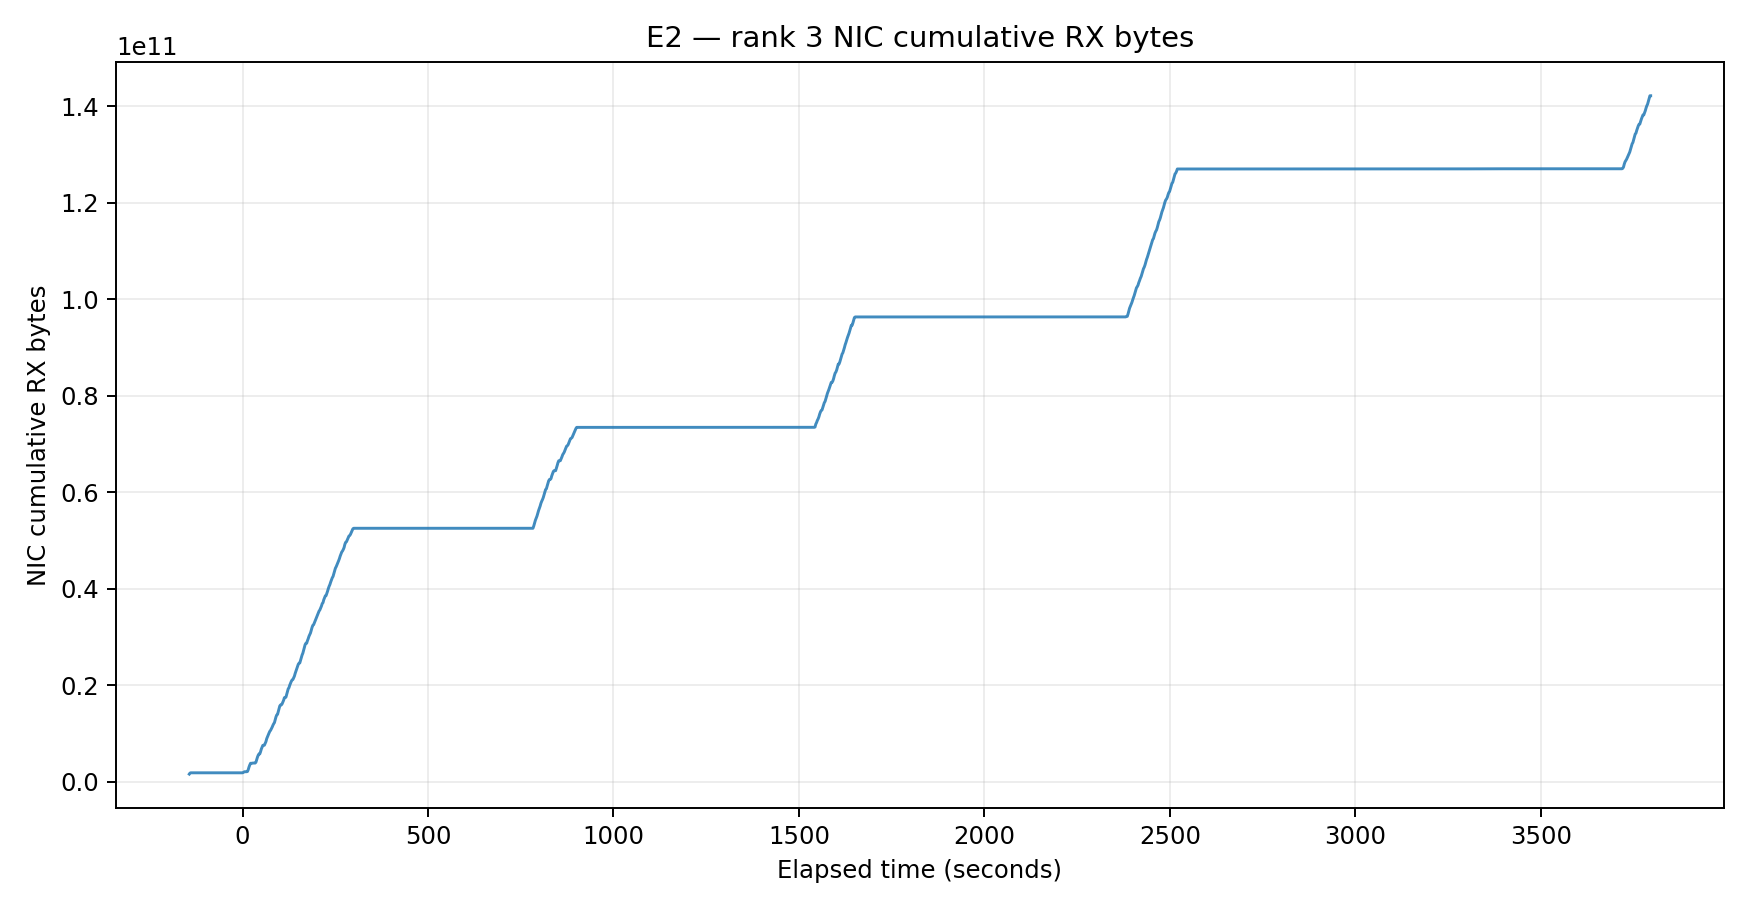 E2 — rank 3 NIC cumulative RX bytes
1e11
1.4
1.2
1.0
0.8
0.6
0.4
0.2
0.0
NIC cumulative RX bytes
0 500 1000 1500 2000 2500 3000 3500
Elapsed time (seconds)